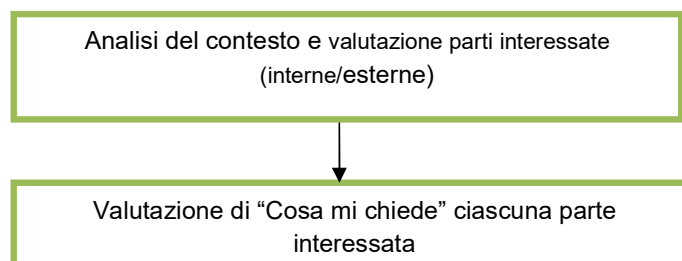 Analisi del contesto e valutazione parti interessate
(interne/esterne)
Valutazione di “Cosa mi chiede” ciascuna parte
interessata